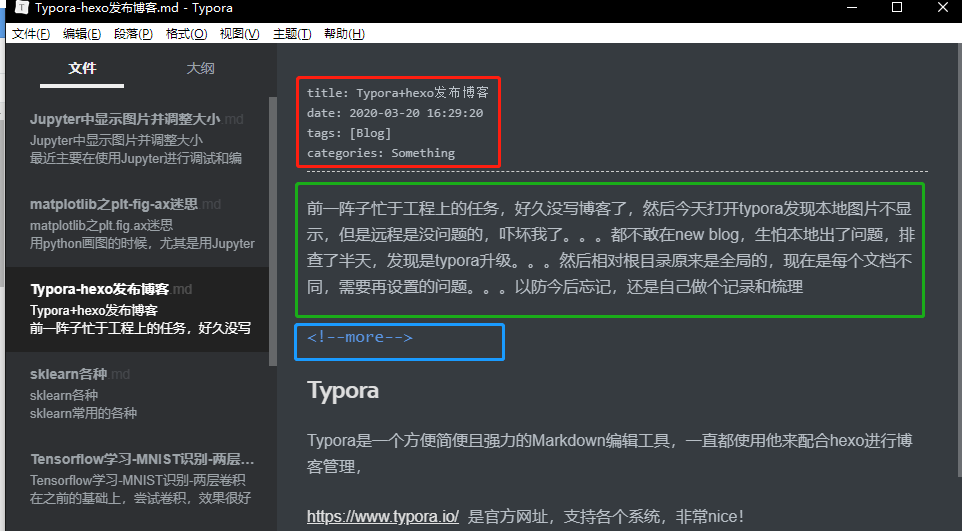 Typora-hexo发布博客.md - Typora
文件(F) 编辑(E) 段落(P) 格式(O) 视图(V) 主题(T) 帮助(H)
文件 大纲
Jupyter中显示图片并调整大小.md
Jupyter中显示图片并调整大小
最近主要在使用Jupyter进行调试和编
matplotlib之plt-fig-ax迷思.md
matplotlib之plt.fig.ax迷思
用python画图的时候，尤其是用Jupyter
Typora-hexo发布博客.md
Typora+hexo发布博客
前一阵子忙于工程上的任务，好久没写
sklearn各种.md
sklearn各种
sklearn常用的各种
Tensorflow学习-MNIST识别-两层...
Tensorflow学习-MNIST识别-两层卷积
在之前的基础上，尝试卷积，效果很好
title: Typora+hexo发布博客
date: 2020-03-20 16:29:20
tags: [Blog]
categories: Something
前一阵子忙于工程上的任务，好久没写博客了，然后今天打开typora发现本地图片不显
示，但是远程是没问题的，吓坏我了。。。都不敢在new blog，生怕本地出了问题，排
查了半天，发现是typora升级。。。然后相对根目录原来是全局的，现在是每个文档不
同，需要再设置的问题。。。以防今后忘记，还是自己做个记录和梳理
<!--more-->
Typora
Typora是一个方便简便且强力的Markdown编辑工具，一直都使用他来配合hexo进行博
客管理，
https://www.typora.io/ 是官方网址，支持各个系统，非常nice！